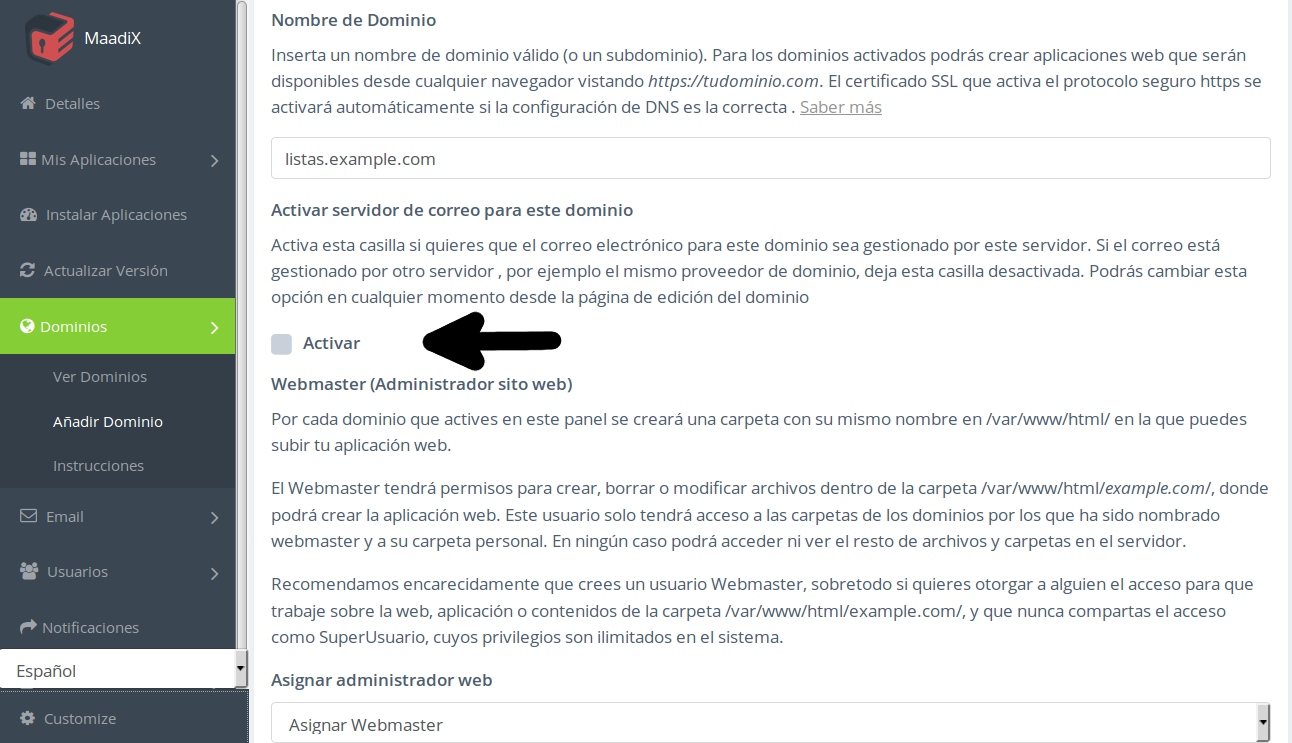 MaadiX
Detalles
Mis Aplicaciones
Instalar Aplicaciones
Actualizar Versión
Dominios
Ver Dominios
Añadir Dominio
Instrucciones
Email
Usuarios
Notificaciones
Español
Customize
Nombre de Dominio
Inserta un nombre de dominio válido (o un subdominio). Para los dominios activados podrás crear aplicaciones web que serán
disponibles desde cualquier navegador vistando https://tudominio.com. El certificado SSL que activa el protocolo seguro https se
activará automáticamente si la configuración de DNS es la correcta . Saber más
listas.example.com
Activar servidor de correo para este dominio
Activa esta casilla si quieres que el correo electrónico para este dominio sea gestionado por este servidor. Si el correo está
gestionado por otro servidor , por ejemplo el mismo proveedor de dominio, deja esta casilla desactivada. Podrás cambiar esta
opción en cualquier momento desde la página de edición del dominio
Activar
Webmaster (Administrador sito web)
Por cada dominio que actives en este panel se creará una carpeta con su mismo nombre en /var/www/html/ en la que puedes
subir tu aplicación web.
El Webmaster tendrá permisos para crear, borrar o modificar archivos dentro de la carpeta /var/www/html/example.com/, donde
podrá crear la aplicación web. Este usuario solo tendrá acceso a las carpetas de los dominios por los que ha sido nombrado
webmaster y a su carpeta personal. En ningún caso podrá acceder ni ver el resto de archivos y carpetas en el servidor.
Recomendamos encarecidamente que crees un usuario Webmaster, sobretodo si quieres otorgar a alguien el acceso para que
trabaje sobre la web, aplicación o contenidos de la carpeta /var/www/html/example.com/, y que nunca compartas el acceso
como SuperUsuario, cuyos privilegios son ilimitados en el sistema.
Asignar administrador web
Asignar Webmaster